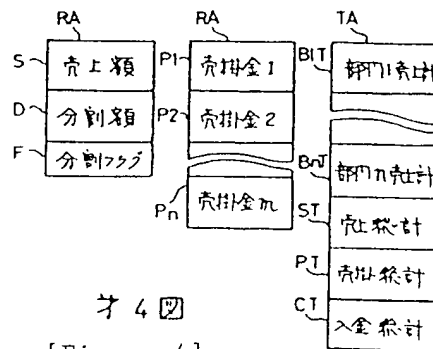 RA
S 売上額
D 分割額
F 分割フラグ
RA
P1 売掛金1
P2 売掛金2
Pn 売掛金n
TA
B1T 部門1売上計
BnT 部門n売上計
ST 売上総計
PT 売掛総計
CT 入金総計
才4図